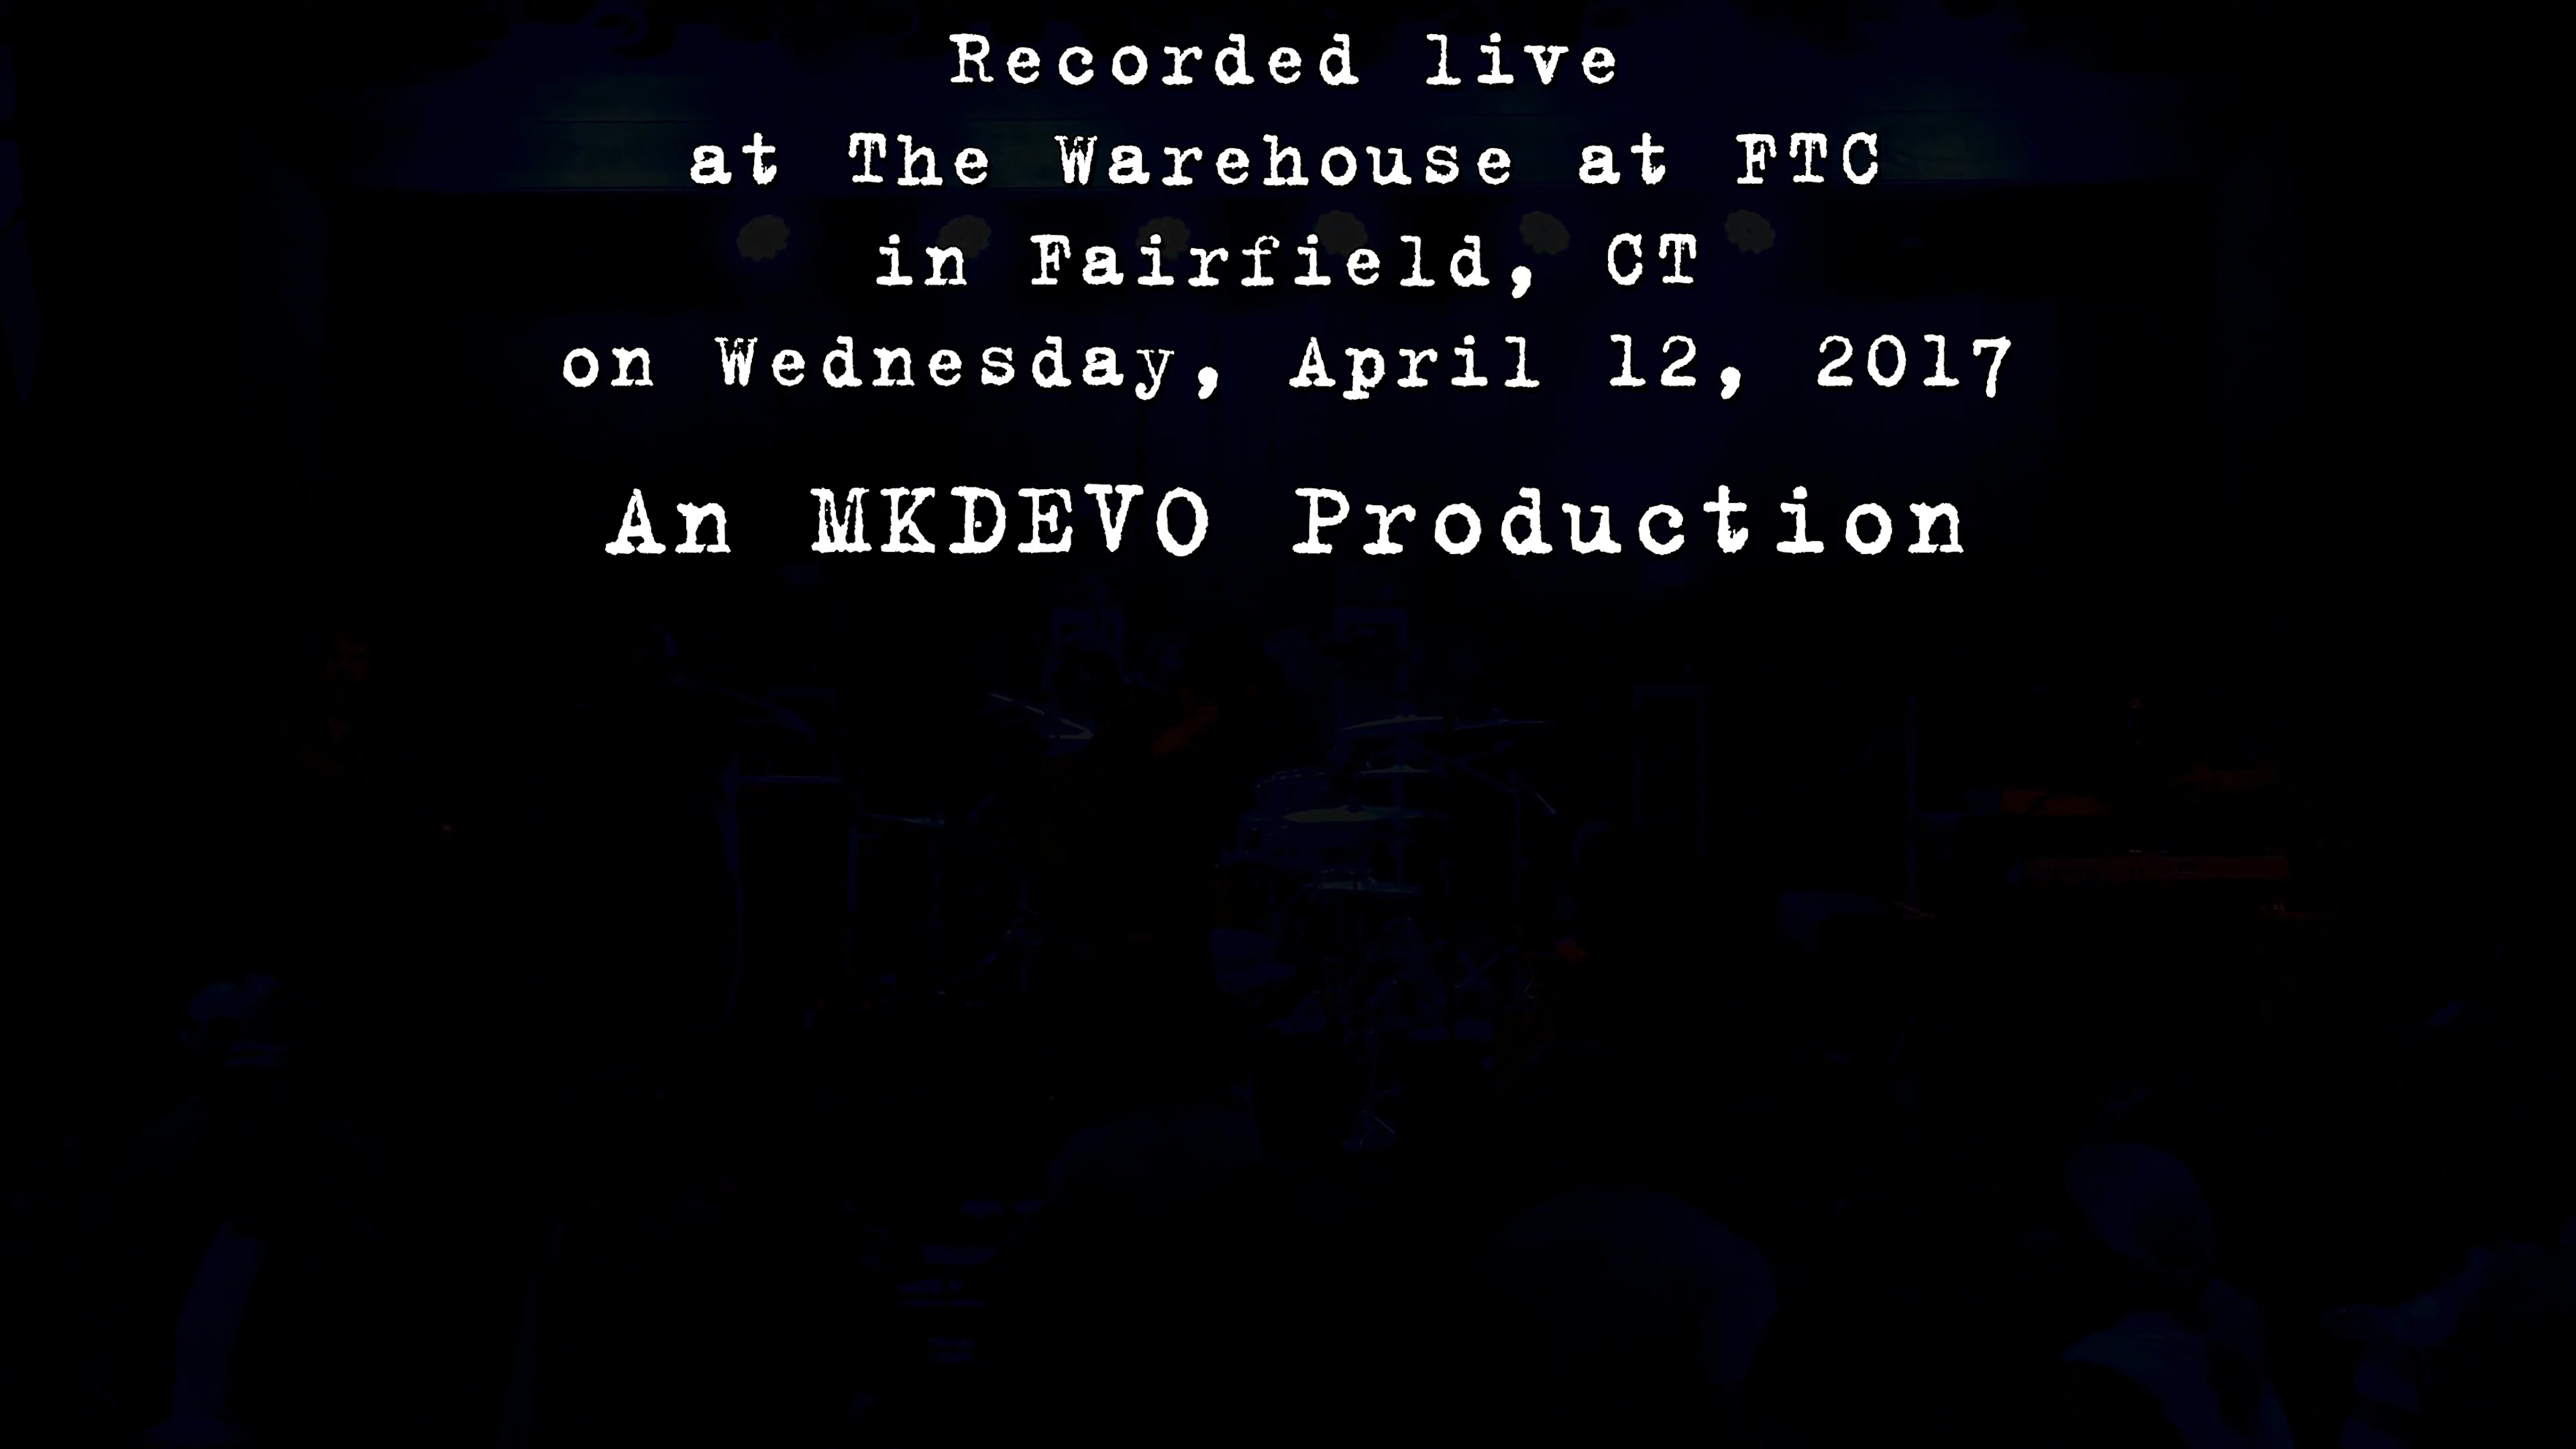 Recorded live
at The Warehouse at FTC
in Fairfield, CT
on Wednesday, April 12, 2017
An MKDEVO Production